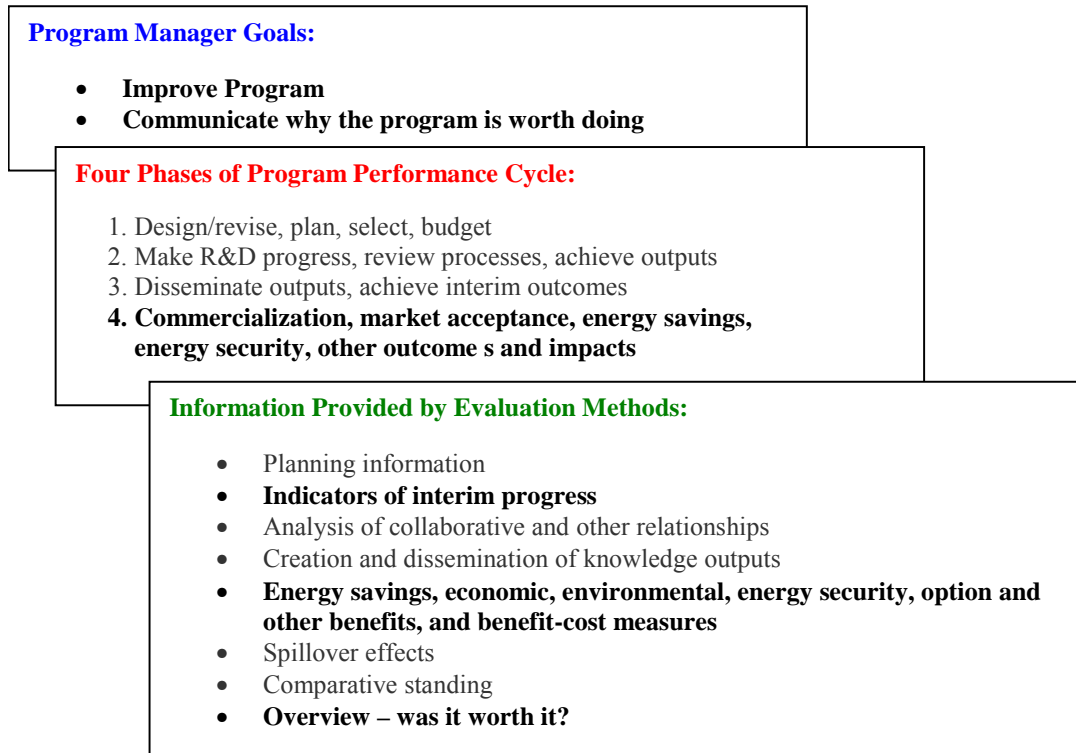 Program Manager Goals:
• Improve Program
• Communicate why the program is worth doing
Four Phases of Program Performance Cycle:
1. Design/revise, plan, select, budget
2. Make R&D progress, review processes, achieve outputs
3. Disseminate outputs, achieve interim outcomes
4. Commercialization, market acceptance, energy savings,
energy security, other outcome s and impacts
Information Provided by Evaluation Methods:
• Planning information
• Indicators of interim progress
• Analysis of collaborative and other relationships
• Creation and dissemination of knowledge outputs
• Energy savings, economic, environmental, energy security, option and
other benefits, and benefit-cost measures
• Spillover effects
• Comparative standing
• Overview – was it worth it?